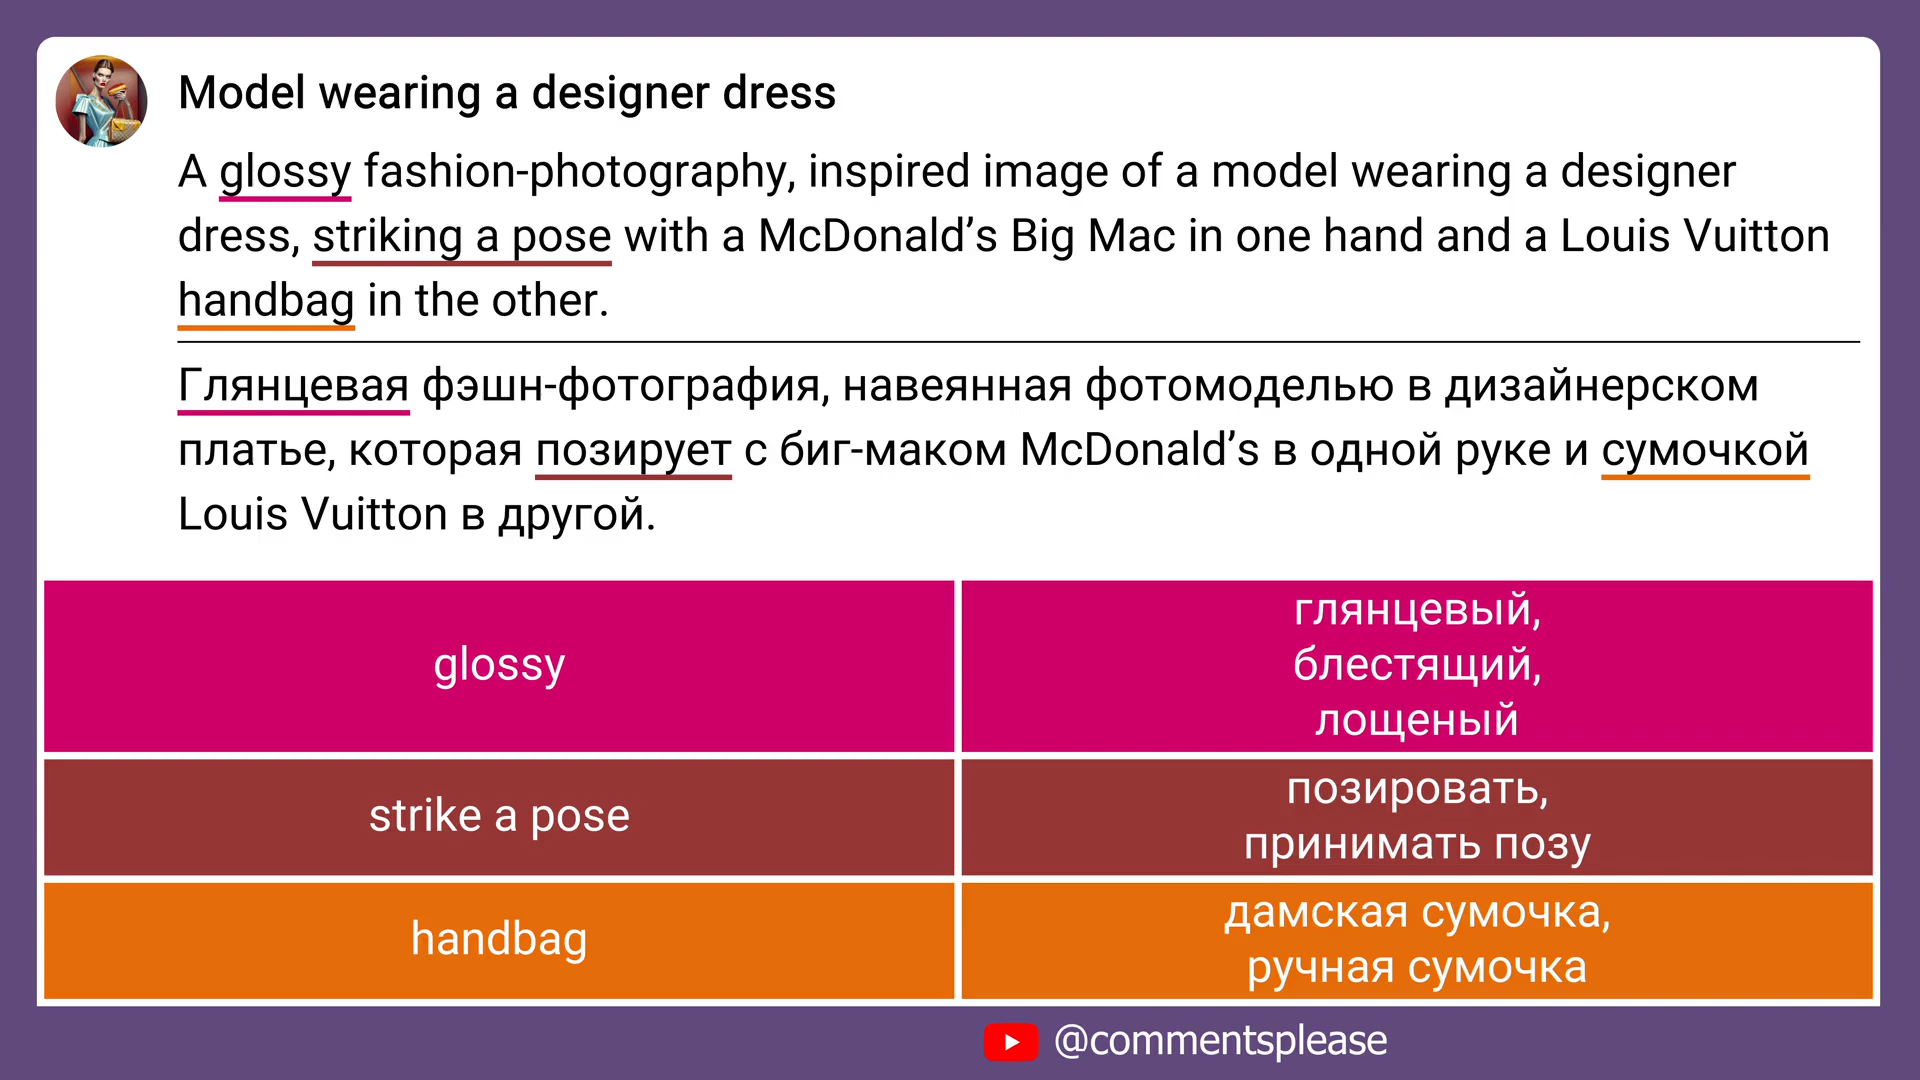 Model wearing a designer dress
A glossy fashion-photography, inspired image of a model wearing a designer
dress, striking a pose with a McDonald’s Big Mac in one hand and a Louis Vuitton
handbag in the other.
Глянцевая фэшн-фотография, навеянная фотомоделью в дизайнерском
платье, которая позирует с биг-маком McDonald’s в одной руке и сумочкой
Louis Vuitton в другой.
glossy
глянцевый,
блестящий,
лощеный
strike a pose
позировать,
принимать позу
handbag
дамская сумочка,
ручная сумочка
@commentsplease